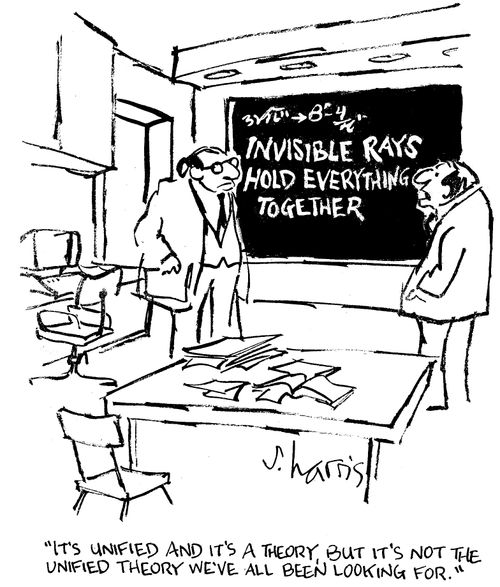 INVISIBLE RAYS
HOLD EVERYTHING
TOGETHER
s. harris
"IT'S UNIFIED AND IT'S A THEORY, BUT IT'S NOT THE
UNIFIED THEORY WE'VE ALL BEEN LOOKING FOR."